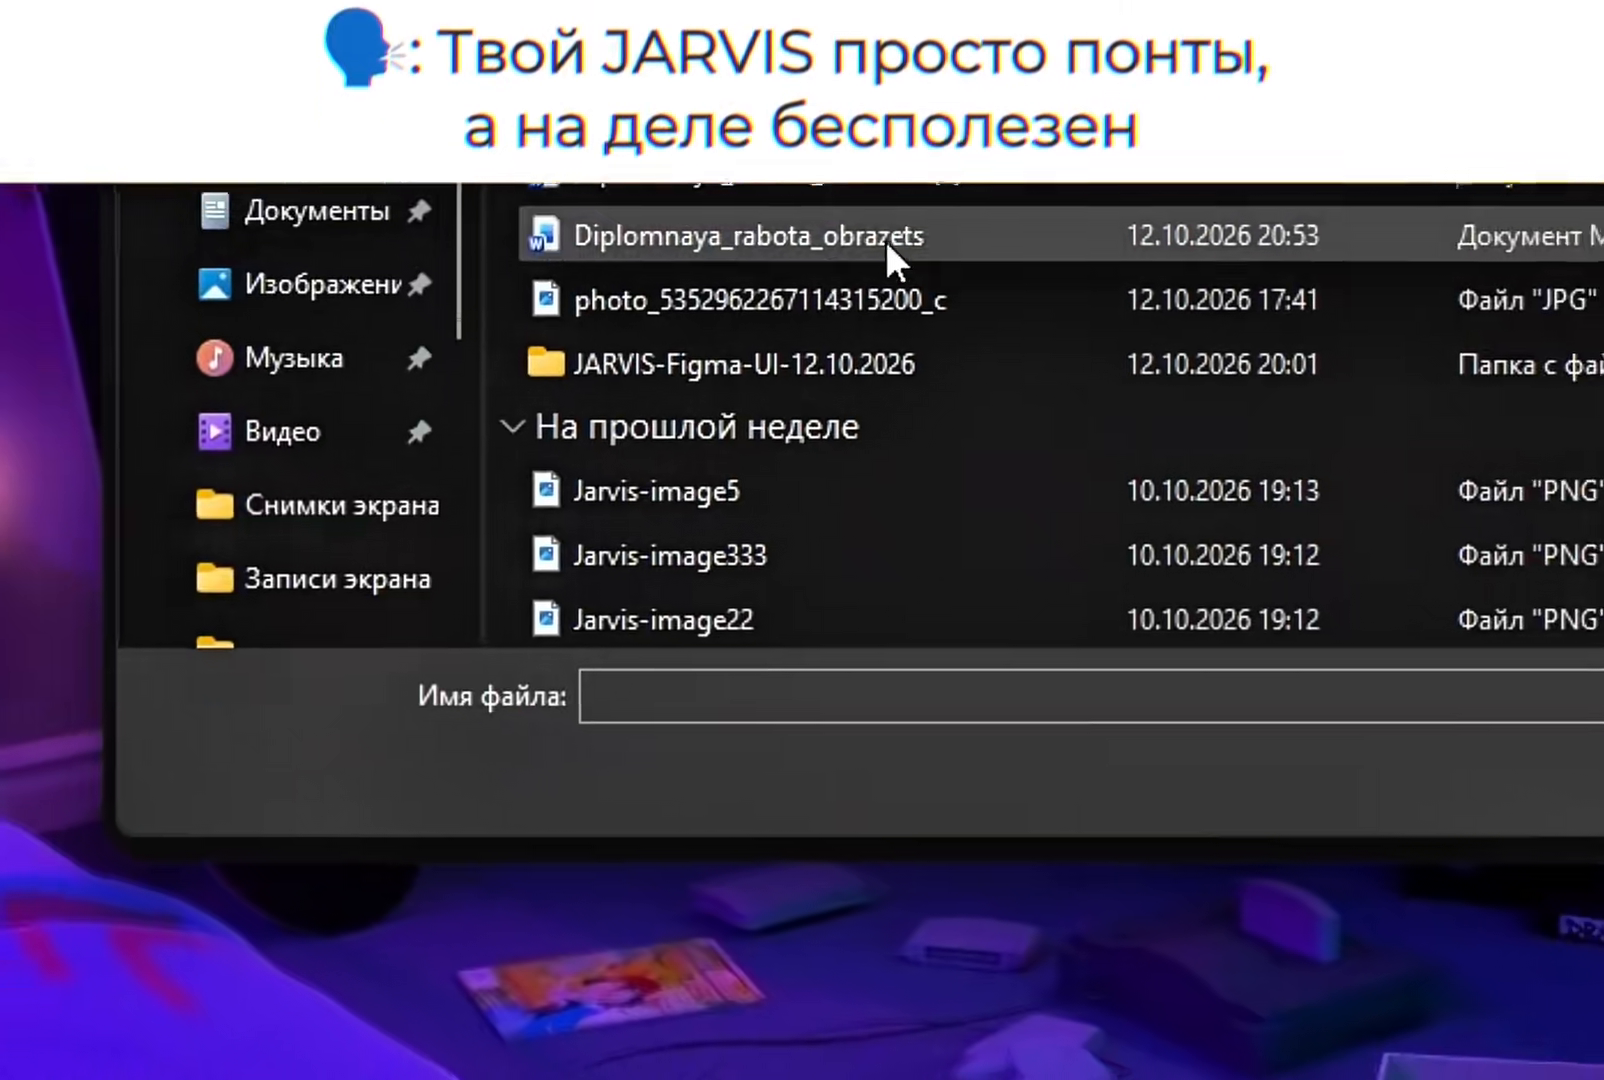 🗣: Твой JARVIS просто понты,
а на деле бесполезен
Документы
Изображени
Музыка
Видео
Снимки экрана
Записи экрана
Diplomnaya_rabota_obrazets 12.10.2026 20:53 Документ M
photo_5352962267114315200_c 12.10.2026 17:41 Файл "JPG"
JARVIS-Figma-UI-12.10.2026 12.10.2026 20:01 Папка с фай
На прошлой неделе
Jarvis-image5 10.10.2026 19:13 Файл "PNG"
Jarvis-image333 10.10.2026 19:12 Файл "PNG"
Jarvis-image22 10.10.2026 19:12 Файл "PNG"
Имя файла: